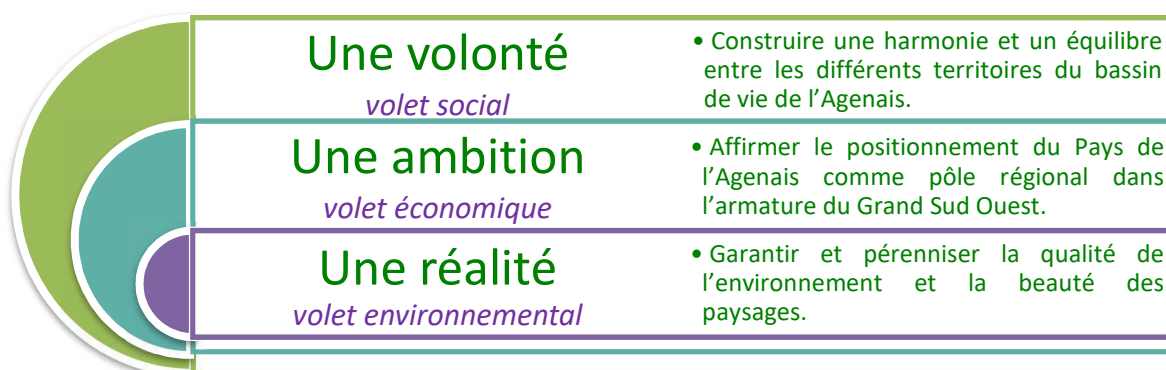 Une volonté
volet social
• Construire une harmonie et un équilibre
entre les différents territoires du bassin
de vie de l’Agenais.
Une ambition
volet économique
• Affirmer le positionnement du Pays de
l’Agenais comme pôle régional dans
l’armature du Grand Sud Ouest.
Une réalité
volet environnemental
• Garantir et pérenniser la qualité de
l’environnement et la beauté des
paysages.